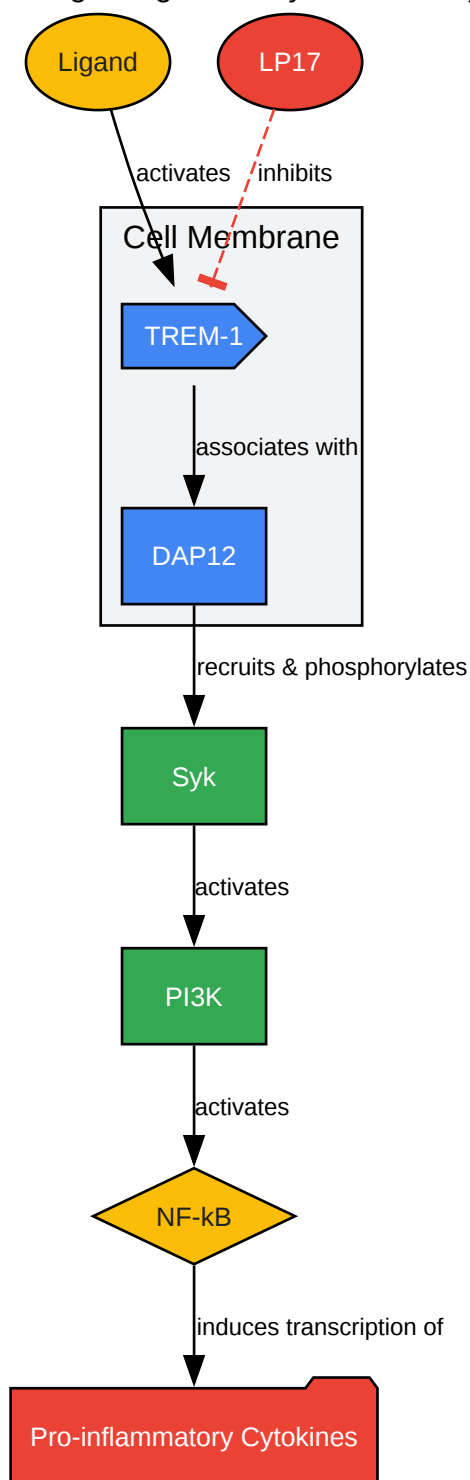 Ligand
LP17
activates
inhibits
Cell Membrane
TREM-1
associates with
DAP12
recruits & phosphorylates
Syk
activates
PI3K
activates
NF-kB
induces transcription of
Pro-inflammatory Cytokines